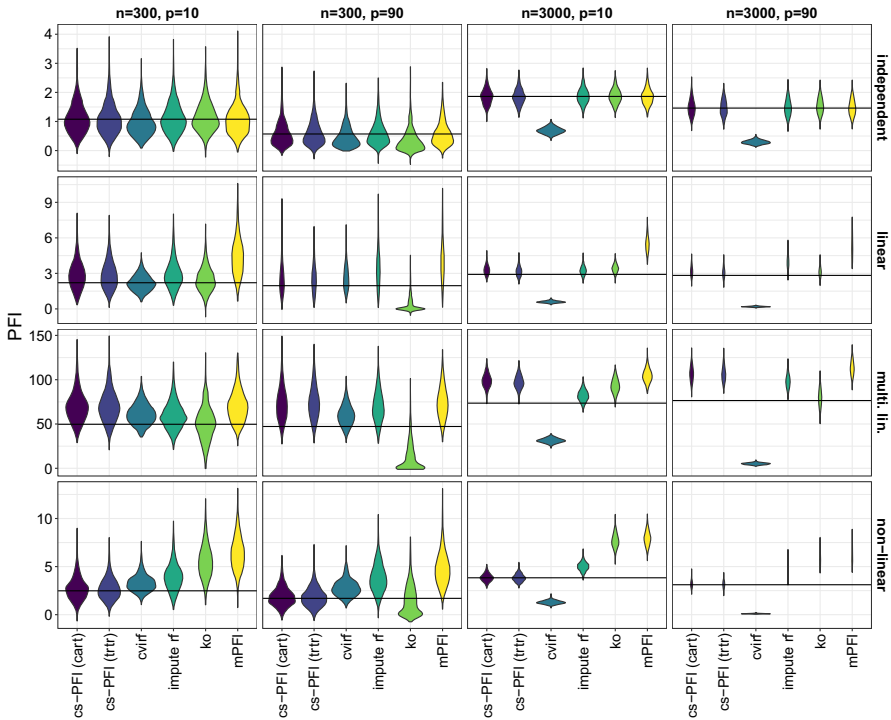 n=300, p=10
n=300, p=90
n=3000, p=10
n=3000, p=90
PFI
4
3
2
1
0
independent
9
6
3
0
linear
150
100
50
0
multi. lin.
10
5
0
non−linear
cs−PFI (cart)
cs−PFI (trtr)
cvirf
impute rf
ko
mPFI
cs−PFI (cart)
cs−PFI (trtr)
cvirf
impute rf
ko
mPFI
cs−PFI (cart)
cs−PFI (trtr)
cvirf
impute rf
ko
mPFI
cs−PFI (cart)
cs−PFI (trtr)
cvirf
impute rf
ko
mPFI